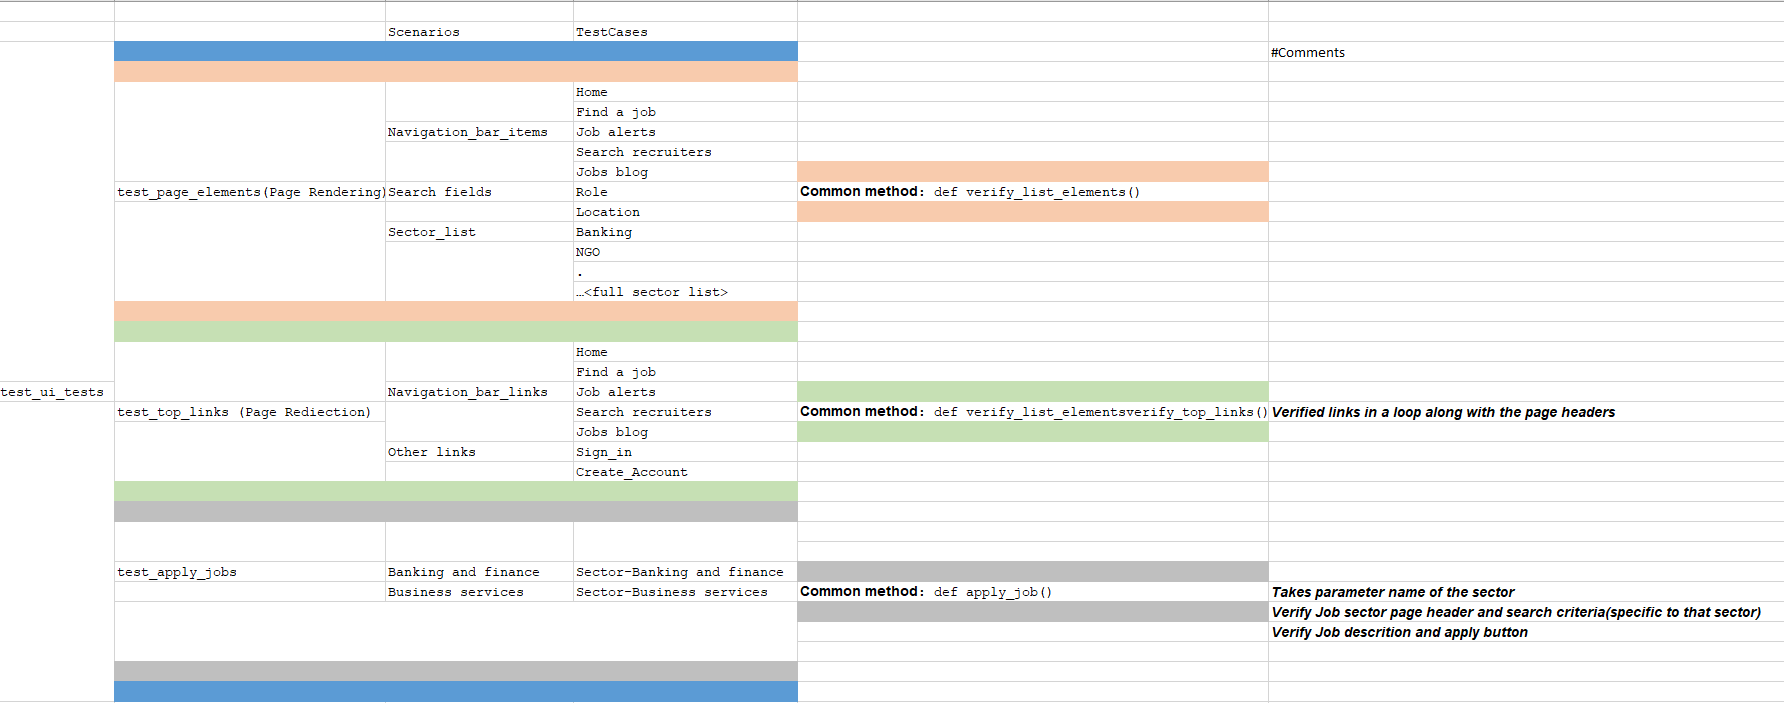 Scenarios TestCases
#Comments
Home
Find a job
Navigation_bar_items Job alerts
Search recruiters
Jobs blog
test_page_elements(Page Rendering) Search fields Role Common method: def verify_list_elements()
Location
Sector_list Banking
NGO
.
…<full sector list>
Home
Find a job
test_ui_tests Navigation_bar_links Job alerts
test_top_links (Page Rediection) Search recruiters Common method: def verify_list_elementsverify_top_links() Verified links in a loop along with the page headers
Jobs blog
Other links Sign_in
Create_Account
test_apply_jobs Banking and finance Sector-Banking and finance
Business services Sector-Business services Common method: def apply_job() Takes parameter name of the sector
Verify Job sector page header and search criteria(specific to that sector)
Verify Job descrition and apply button